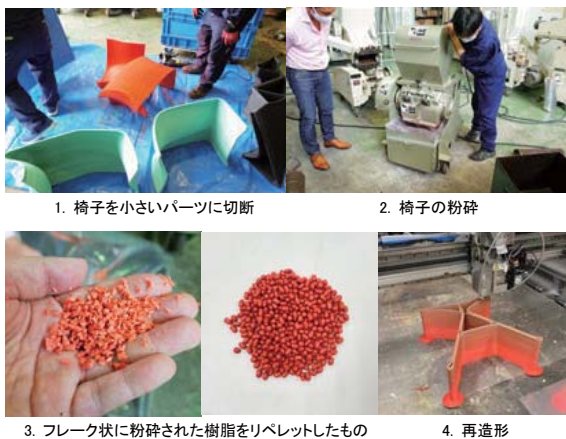 1. 椅子を小さいパーツに切断
2. 椅子の粉砕
3. フレーク状に粉砕された樹脂をリペレットしたもの
4. 再造形